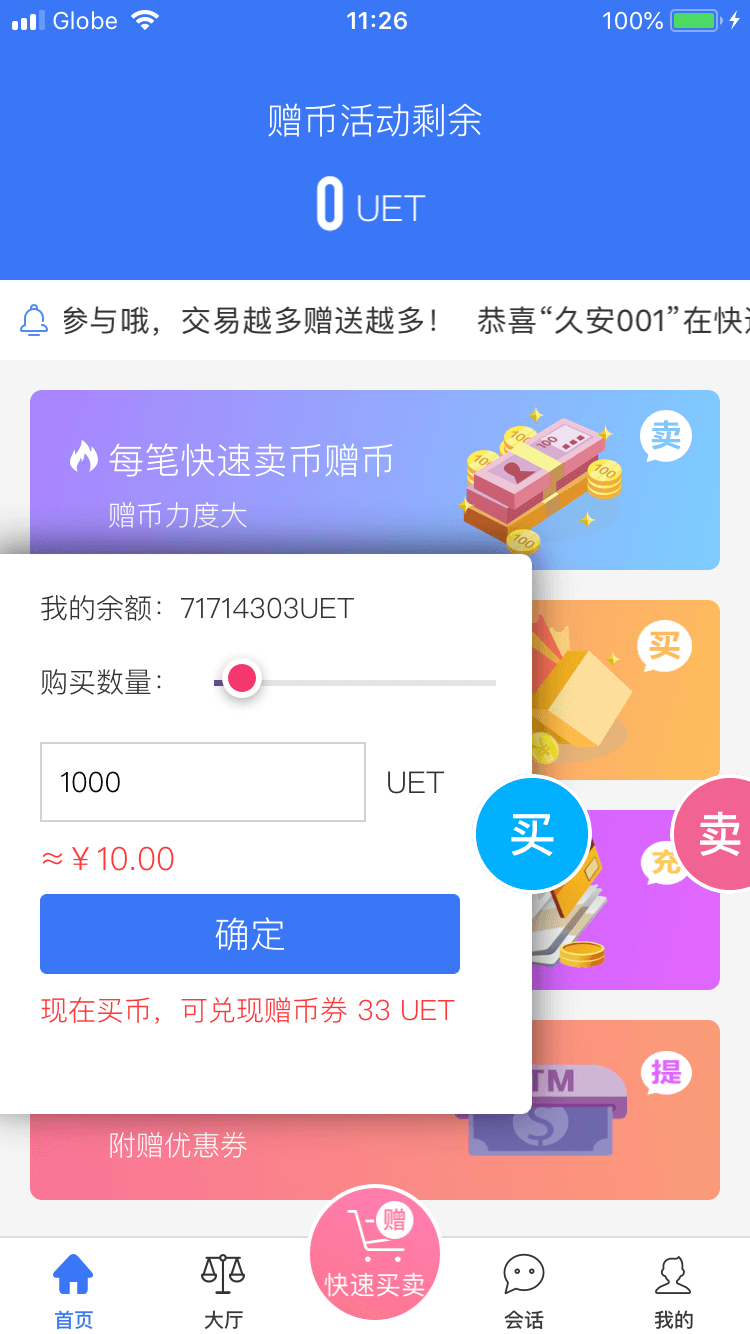 Globe
11:26
100%
赠币活动剩余
0 UET
参与哦，交易越多赠送越多！ 恭喜“久安001”在快
每笔快速卖币赠币
赠币力度大
卖
我的余额：71714303UET
购买数量：
买
1000
UET
买
卖
充
≈￥10.00
确定
现在买币，可兑现赠币券 33 UET
TM
提
附赠优惠券
赠
快速买卖
首页
大厅
会话
我的